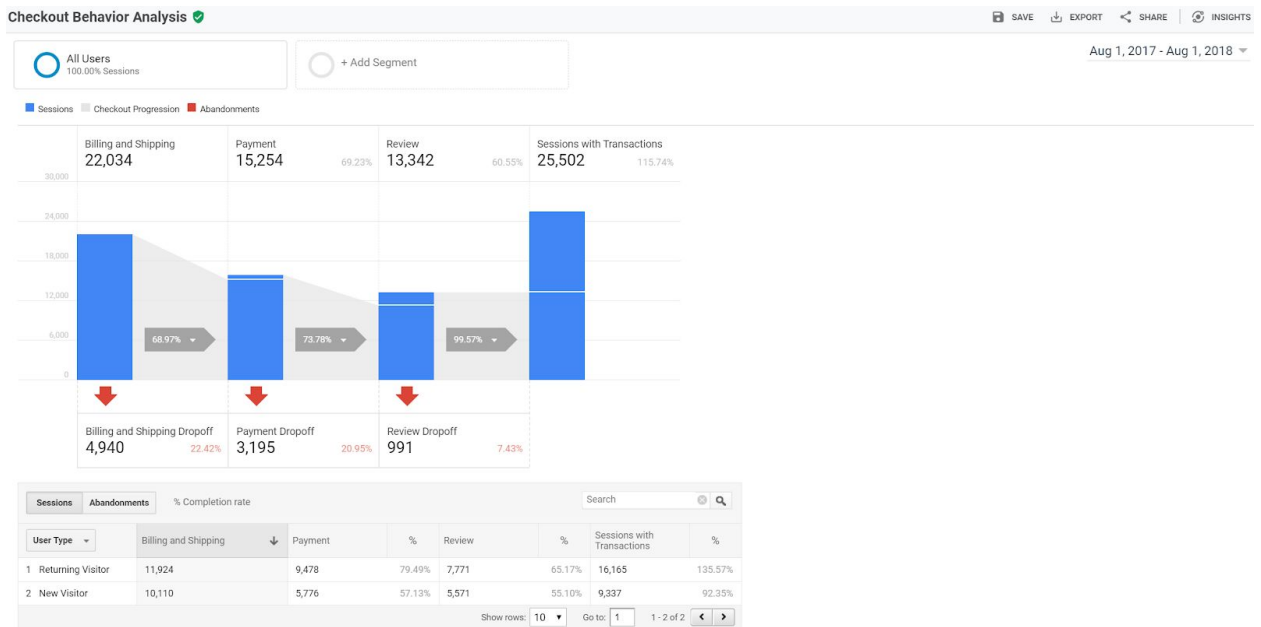 Checkout Behavior Analysis
SAVE EXPORT SHARE INSIGHTS
All Users
100.00% Sessions
+ Add Segment
Aug 1, 2017 - Aug 1, 2018
Sessions Checkout Progression Abandonments
Billing and Shipping Payment Review Sessions with Transactions
22,034 15,254 69.23% 13,342 60.55% 25,502 115.74%
30,000
24,000
18,000
12,000
6,000
68.97% 73.78% 99.57%
0
Billing and Shipping Dropoff Payment Dropoff Review Dropoff
4,940 22.42% 3,195 20.95% 991 7.43%
Sessions Abandonments % Completion rate Search
User Type Billing and Shipping Payment % Review % Sessions with Transactions %
1 Returning Visitor 11,924 9,478 79.49% 7,771 65.17% 16,165 135.57%
2 New Visitor 10,110 5,776 57.13% 5,571 55.10% 9,337 92.35%
Show rows: 10 Go to: 1 1 - 2 of 2